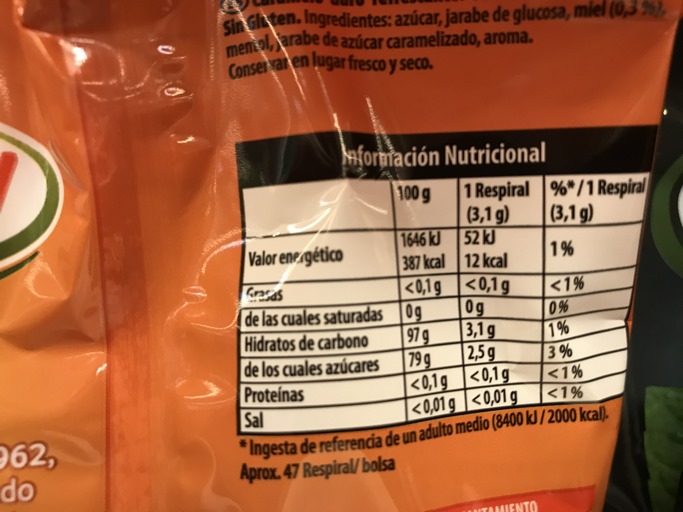 Sin Gluten. Ingredientes: azúcar, jarabe de glucosa, miel (0,3 %),
mentol, jarabe de azúcar caramelizado, aroma.
Conservar en lugar fresco y seco.
Información Nutricional
100 g 1 Respiral (3,1 g) %*/1 Respiral (3,1 g)
Valor energético 1646 kJ 387 kcal 52 kJ 12 kcal 1%
Grasas <0,1 g <0,1 g <1%
de las cuales saturadas 0 g 0 g 0%
Hidratos de carbono 97 g 3,1 g 1%
de los cuales azúcares 79 g 2,5 g 3 %
Proteínas <0,1 g <0,1 g <1%
Sal <0,01 g <0,01 g <1%
* Ingesta de referencia de un adulto medio (8400 kJ / 2000 kcal).
Aprox. 47 Respiral/ bolsa
962,
do